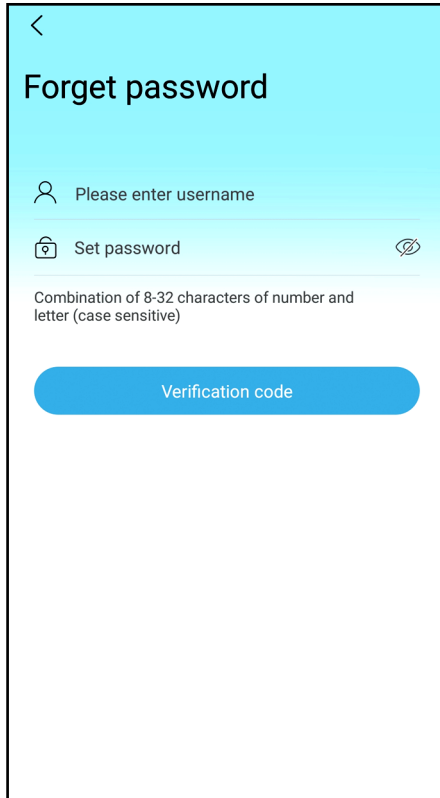 Forget password
Please enter username
Set password
Combination of 8-32 characters of number and
letter (case sensitive)
Verification code